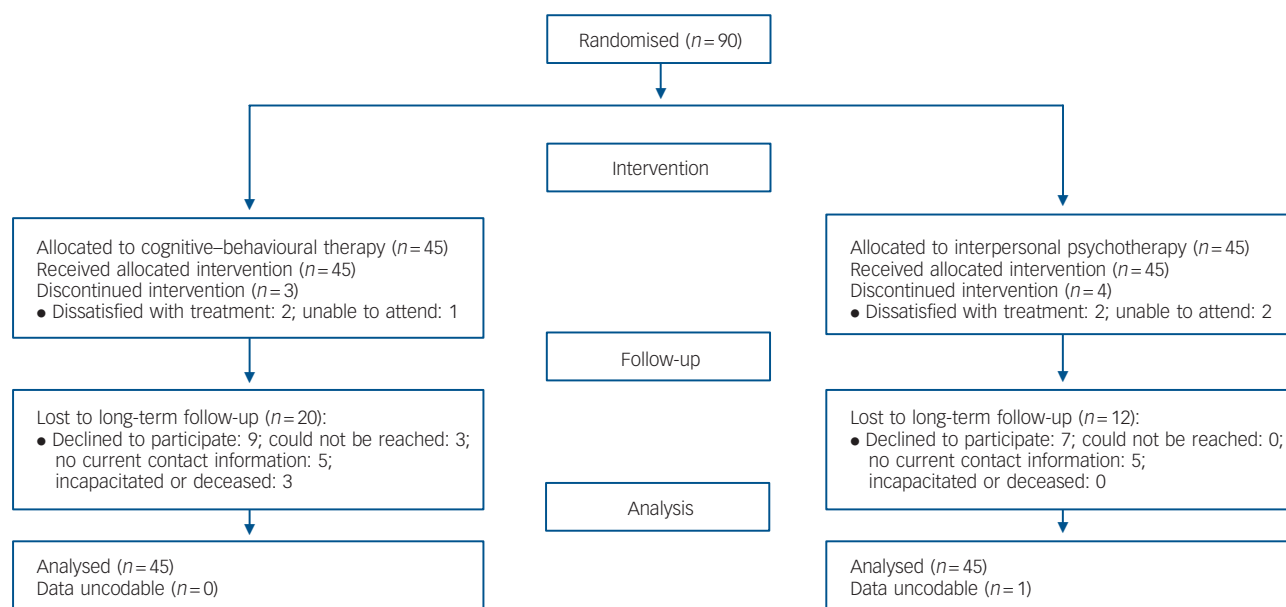 Randomised (n=90)
Intervention
Allocated to cognitive–behavioural therapy (n=45)
Received allocated intervention (n=45)
Discontinued intervention (n=3)
● Dissatisfied with treatment: 2; unable to attend: 1
Allocated to interpersonal psychotherapy (n=45)
Received allocated intervention (n=45)
Discontinued intervention (n=4)
● Dissatisfied with treatment: 2; unable to attend: 2
Follow-up
Lost to long-term follow-up (n=20):
● Declined to participate: 9; could not be reached: 3;
no current contact information: 5;
incapacitated or deceased: 3
Lost to long-term follow-up (n=12):
● Declined to participate: 7; could not be reached: 0;
no current contact information: 5;
incapacitated or deceased: 0
Analysis
Analysed (n=45)
Data uncodable (n=0)
Analysed (n=45)
Data uncodable (n=1)